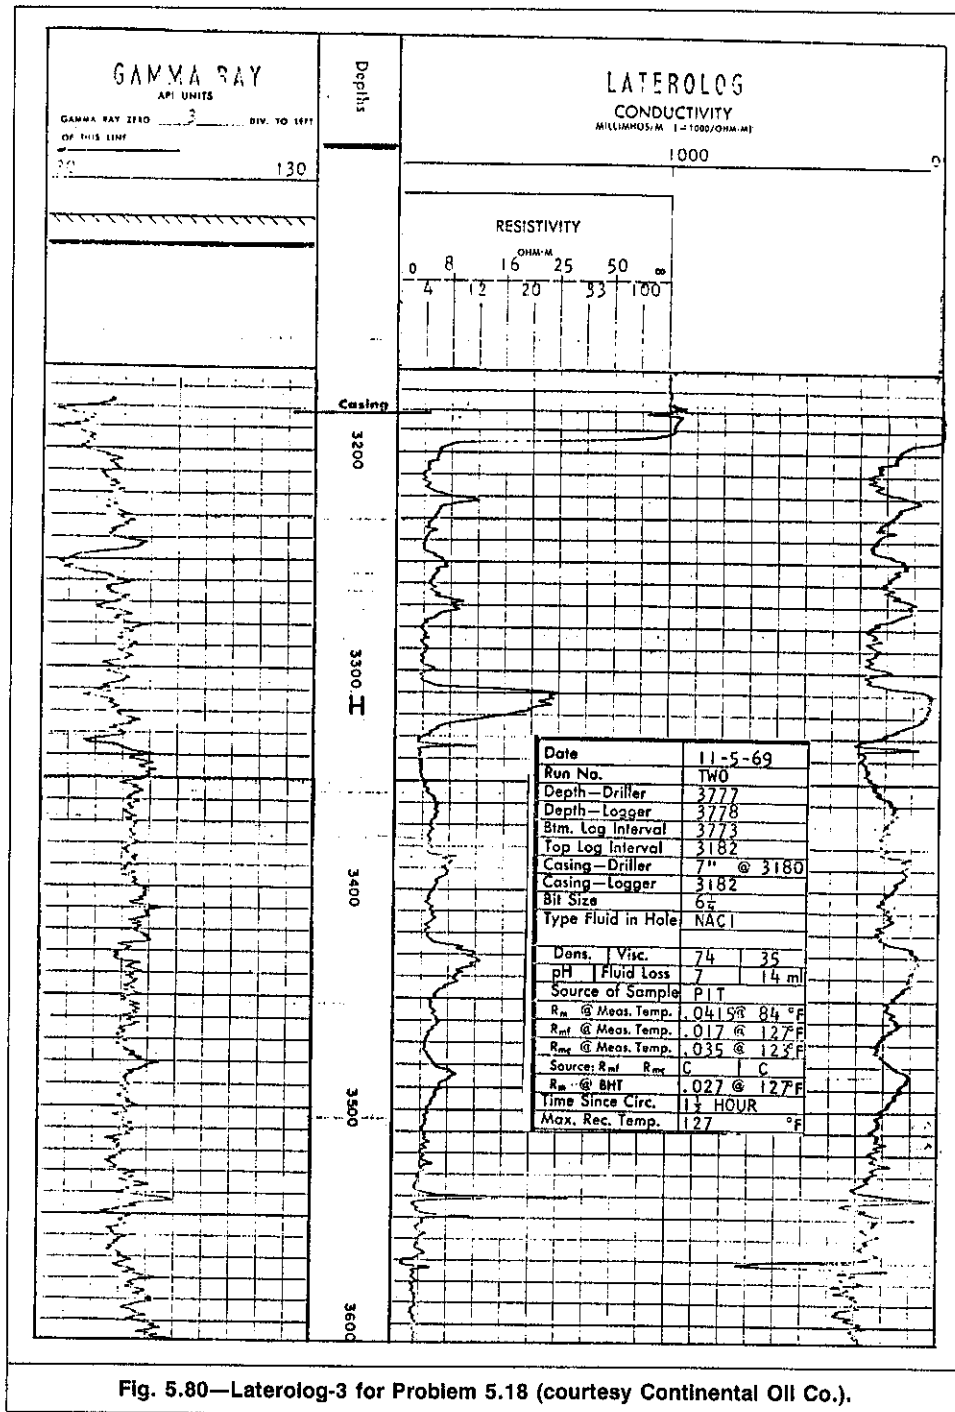 GAMMA RAY
API UNITS
GAMMA RAY ZERO 3 DIV. TO LEFT
OF THIS LINE
130
Depths
LATEROLOG
CONDUCTIVITY
MILLIMHOS/M (=1000/OHM-M)
1000 0
RESISTIVITY
OHM-M
0 8 16 25 50 ∞
4 12 20 33 100
Casing
3200
3300
H
3400
3500
3600
Date 11-5-69
Run No. TWO
Depth—Driller 3777
Depth—Logger 3778
Btm. Log Interval 3773
Top Log Interval 3182
Casing—Driller 7" @ 3180
Casing—Logger 3182
Bit Size 6¼
Type Fluid in Hole NACl
Dens. Visc. 74 35
pH Fluid Loss 7 14 ml
Source of Sample PIT
Rm @ Meas. Temp. .0415 @ 84 °F
Rmf @ Meas. Temp. .017 @ 127 °F
Rmc @ Meas. Temp. .035 @ 123 °F
Source: Rmf Rmc C C
Rm @ BHT .027 @ 127 °F
Time Since Circ. 1½ HOUR
Max. Rec. Temp. 127 °F
Fig. 5.80—Laterolog-3 for Problem 5.18 (courtesy Continental Oil Co.).